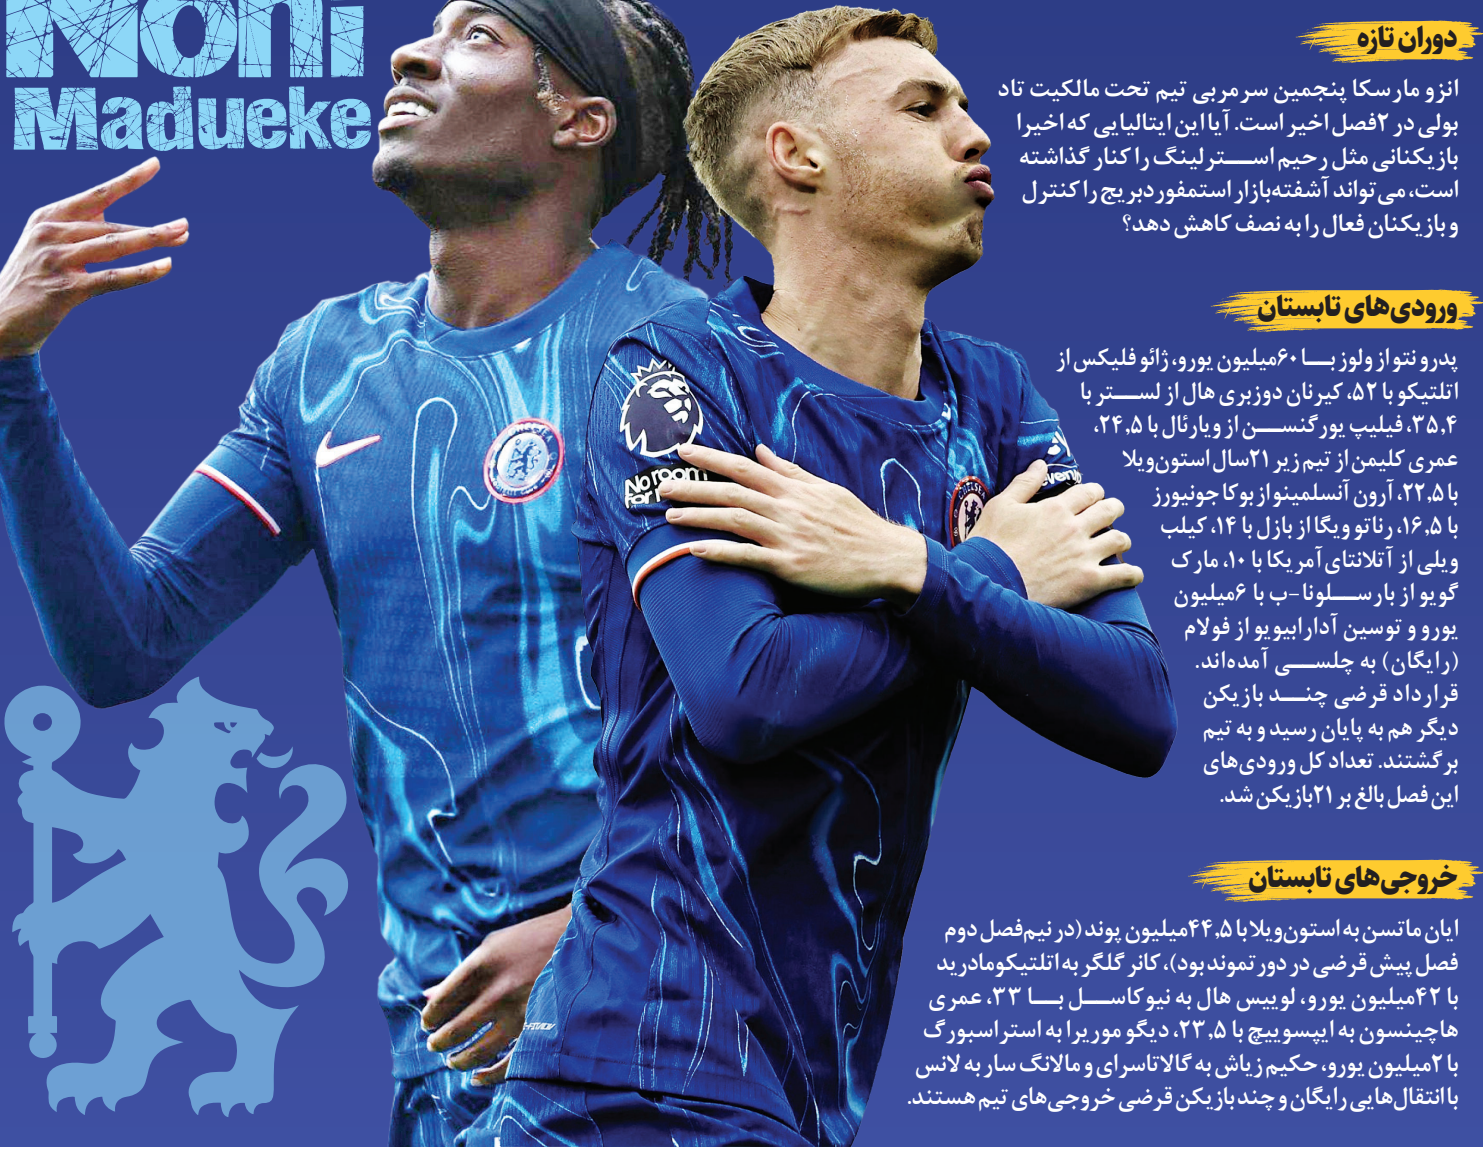 Noni
Madueke
دوران تازه
انزو مارسکا پنجمین سرمربی تیم تحت مالکیت تاد
بولی در ۲فصل اخیر است. آیا این ایتالیایی که اخیرا
بازیکنانی مثل رحیم استرلینگ را کنار گذاشته
است، می‌تواند آشفته‌بازار استمفوردبریج را کنترل
و بازیکنان فعال را به نصف کاهش دهد؟
ورودی‌های تابستان
پدرو نتو از ولوز با ۶۰میلیون یورو، ژائو فلیکس از
اتلتیکو با ۵۲، کیرنان دوزبری هال از لستر با
۳۵,۴، فیلیپ یورگنسن از ویارئال با ۲۴,۵،
عمری کلیمن از تیم زیر ۲۱سال استون‌ویلا
با ۲۲,۵، آرون آنسلمینو از بوکا جونیورز
با ۱۶,۵، رناتو ویگا از بازل با ۱۴، کیلب
ویلی از آتلانتای آمریکا با ۱۰، مارک
گویو از بارسلونا-ب با ۶میلیون
یورو و توسین آدارابیویو از فولام
(رایگان) به چلسی آمده‌اند.
قرارداد قرضی چند بازیکن
دیگر هم به پایان رسید و به تیم
برگشتند. تعداد کل ورودی‌های
این فصل بالغ بر ۲۱بازیکن شد.
خروجی‌های تابستان
ایان ماتسن به استون‌ویلا با ۴۴,۵میلیون پوند (در نیم‌فصل دوم
فصل پیش قرضی در دورتموند بود)، کانر گلگر به اتلتیکومادرید
با ۴۲میلیون یورو، لوییس هال به نیوکاسل با ۳۳، عمری
هاچینسون به ایپسوییچ با ۲۳,۵، دیگو موریرا به استراسبورگ
با ۲میلیون یورو، حکیم زیاش به گالاتاسرای و مالانگ سار به لانس
با انتقال‌هایی رایگان و چند بازیکن قرضی خروجی‌های تیم هستند.
No room
for
CHELSEA